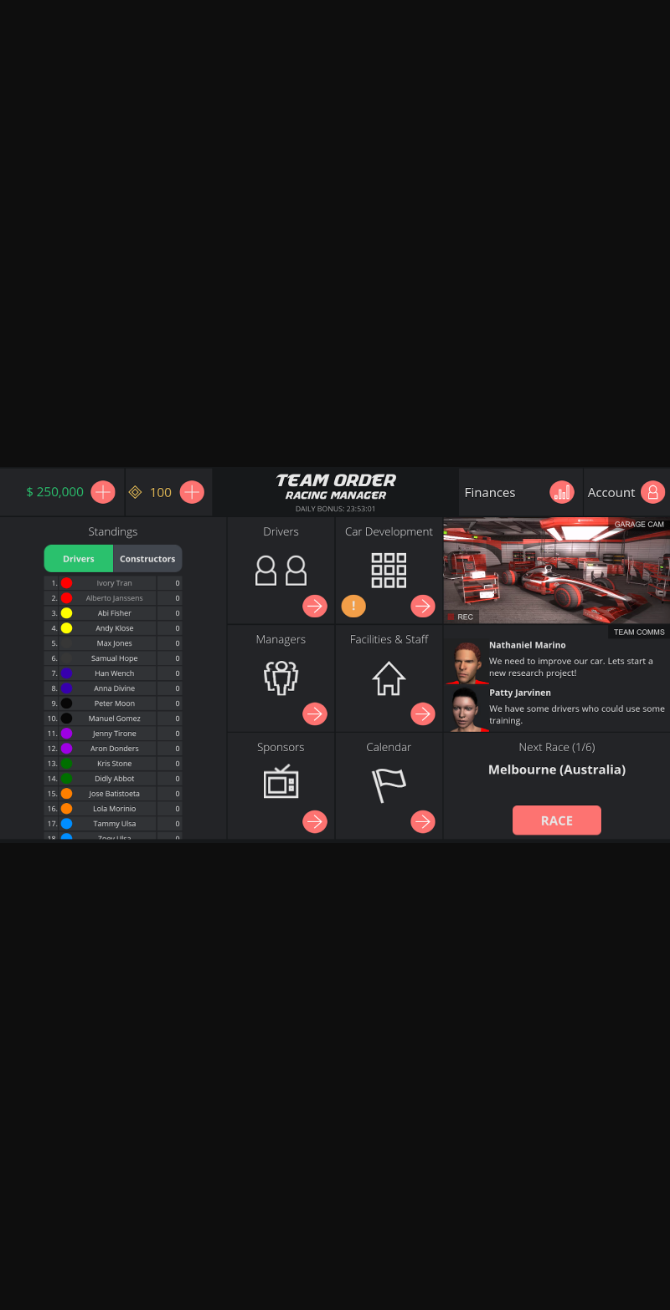 $ 250,000
100
TEAM ORDER
RACING MANAGER
DAILY BONUS: 23:53:01
Finances
Account
Standings
Drivers
Constructors
1. Ivory Tran 0
2. Alberto Janssens 0
3. Abi Fisher 0
4. Andy Klose 0
5. Max Jones 0
6. Samual Hope 0
7. Han Wench 0
8. Anna Divine 0
9. Peter Moon 0
10. Manuel Gomez 0
11. Jenny Tirone 0
12. Aron Donders 0
13. Kris Stone 0
14. Didly Abbot 0
15. Jose Batistoeta 0
16. Lola Morinio 0
17. Tammy Ulsa 0
18. Zoey Ulsa 0
Drivers
Car Development
!
Managers
Facilities & Staff
Sponsors
Calendar
GARAGE CAM
REC
TEAM COMMS
Nathaniel Marino
We need to improve our car. Lets start a
new research project!
Patty Jarvinen
We have some drivers who could use some
training.
Next Race (1/6)
Melbourne (Australia)
RACE